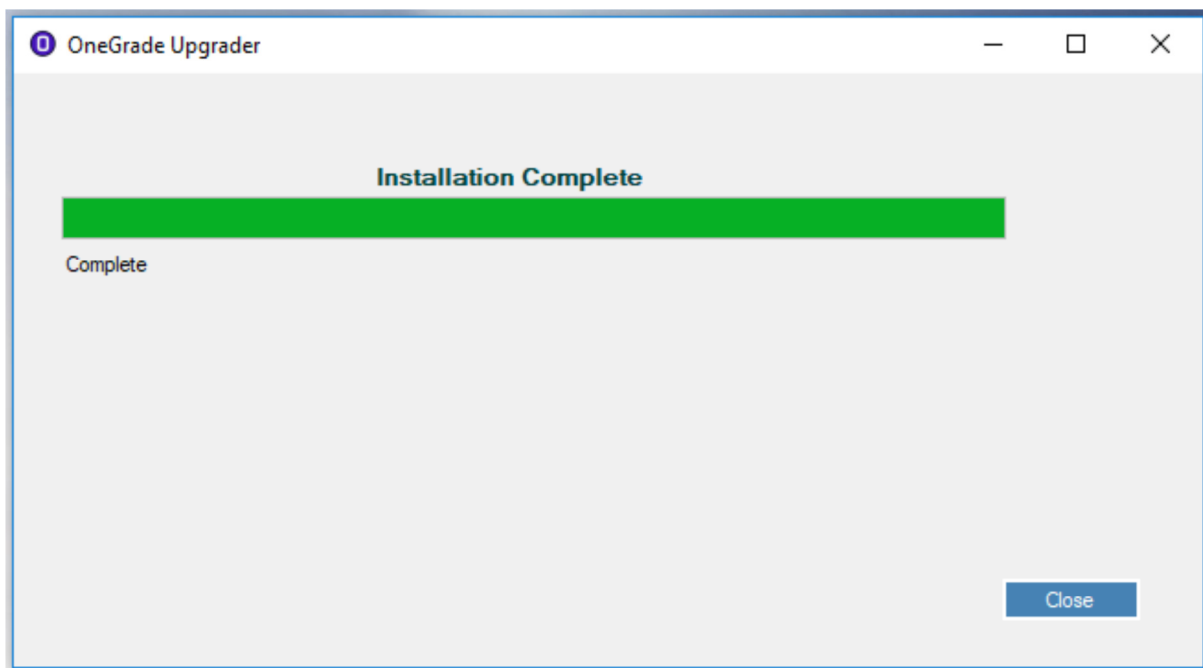 OneGrade Upgrader
Installation Complete
Complete
Close